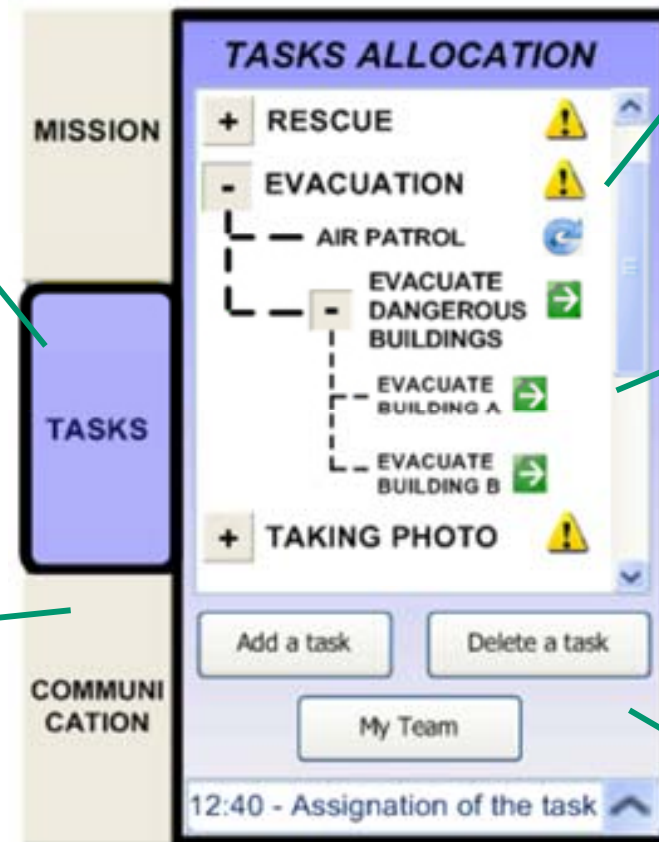 TASKS ALLOCATION
MISSION
TASKS
COMMUNI
CATION
+ RESCUE
- EVACUATION
AIR PATROL
- EVACUATE
DANGEROUS
BUILDINGS
EVACUATE
BUILDING A
EVACUATE
BUILDING B
+ TAKING PHOTO
Add a task
Delete a task
My Team
12:40 - Assignation of the task